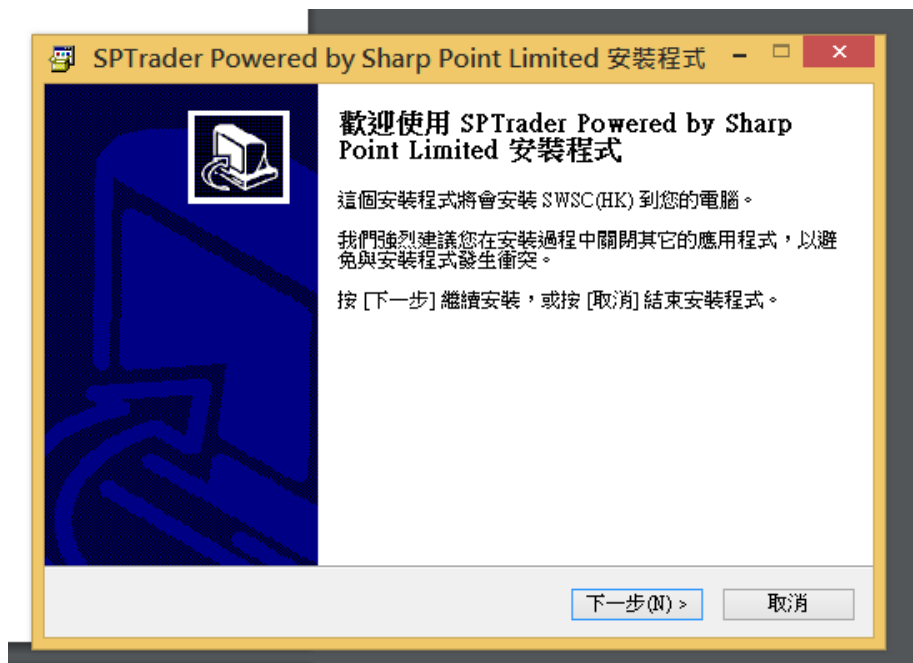 SPTrader Powered by Sharp Point Limited 安裝程式
歡迎使用 SPTrader Powered by Sharp
Point Limited 安裝程式
這個安裝程式將會安裝 SWSC(HK) 到您的電腦。
我們強烈建議您在安裝過程中關閉其它的應用程式，以避
免與安裝程式發生衝突。
按 [下一步] 繼續安裝，或按 [取消] 結束安裝程式。
下一步(N) >
取消